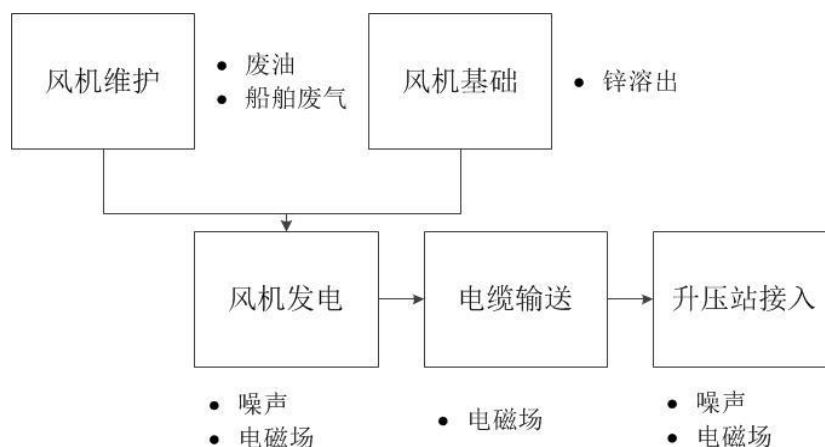 风机维护
● 废油
● 船舶废气
风机基础
● 锌溶出
风机发电
电缆输送
升压站接入
● 噪声
● 电磁场
● 电磁场
● 噪声
● 电磁场